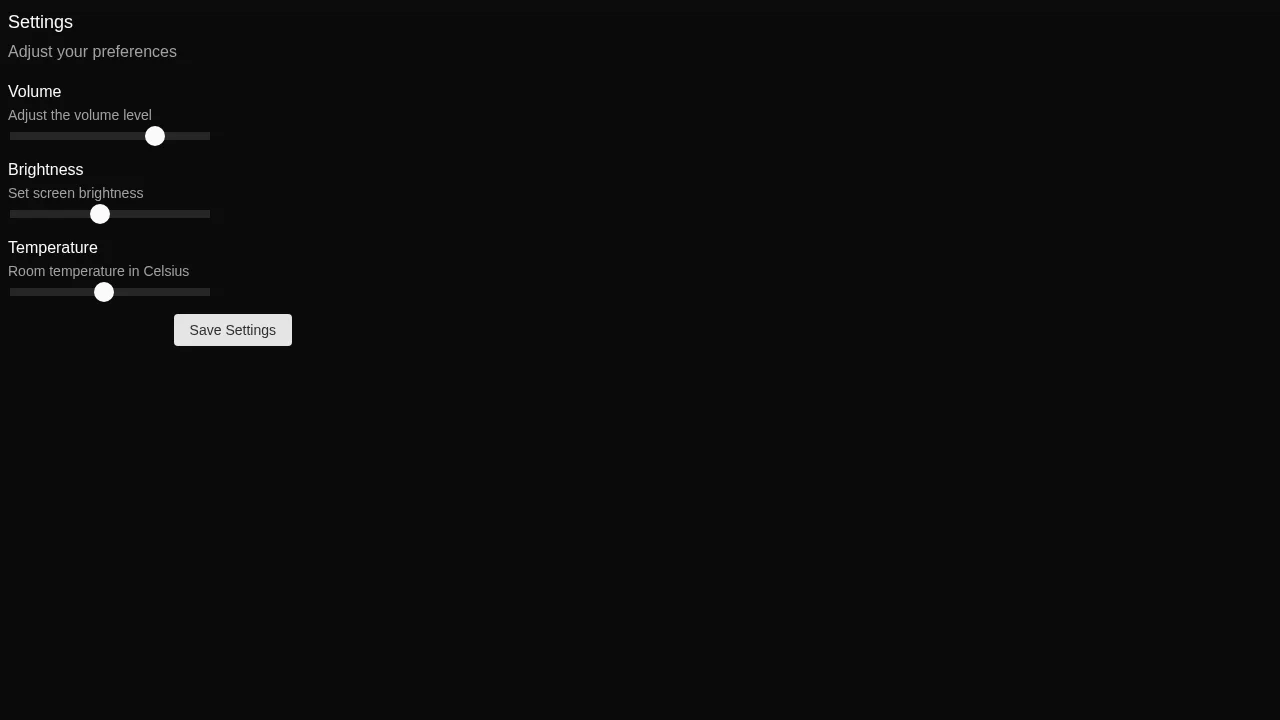 Settings
Adjust your preferences
Volume
Adjust the volume level
Brightness
Set screen brightness
Temperature
Room temperature in Celsius
Save Settings